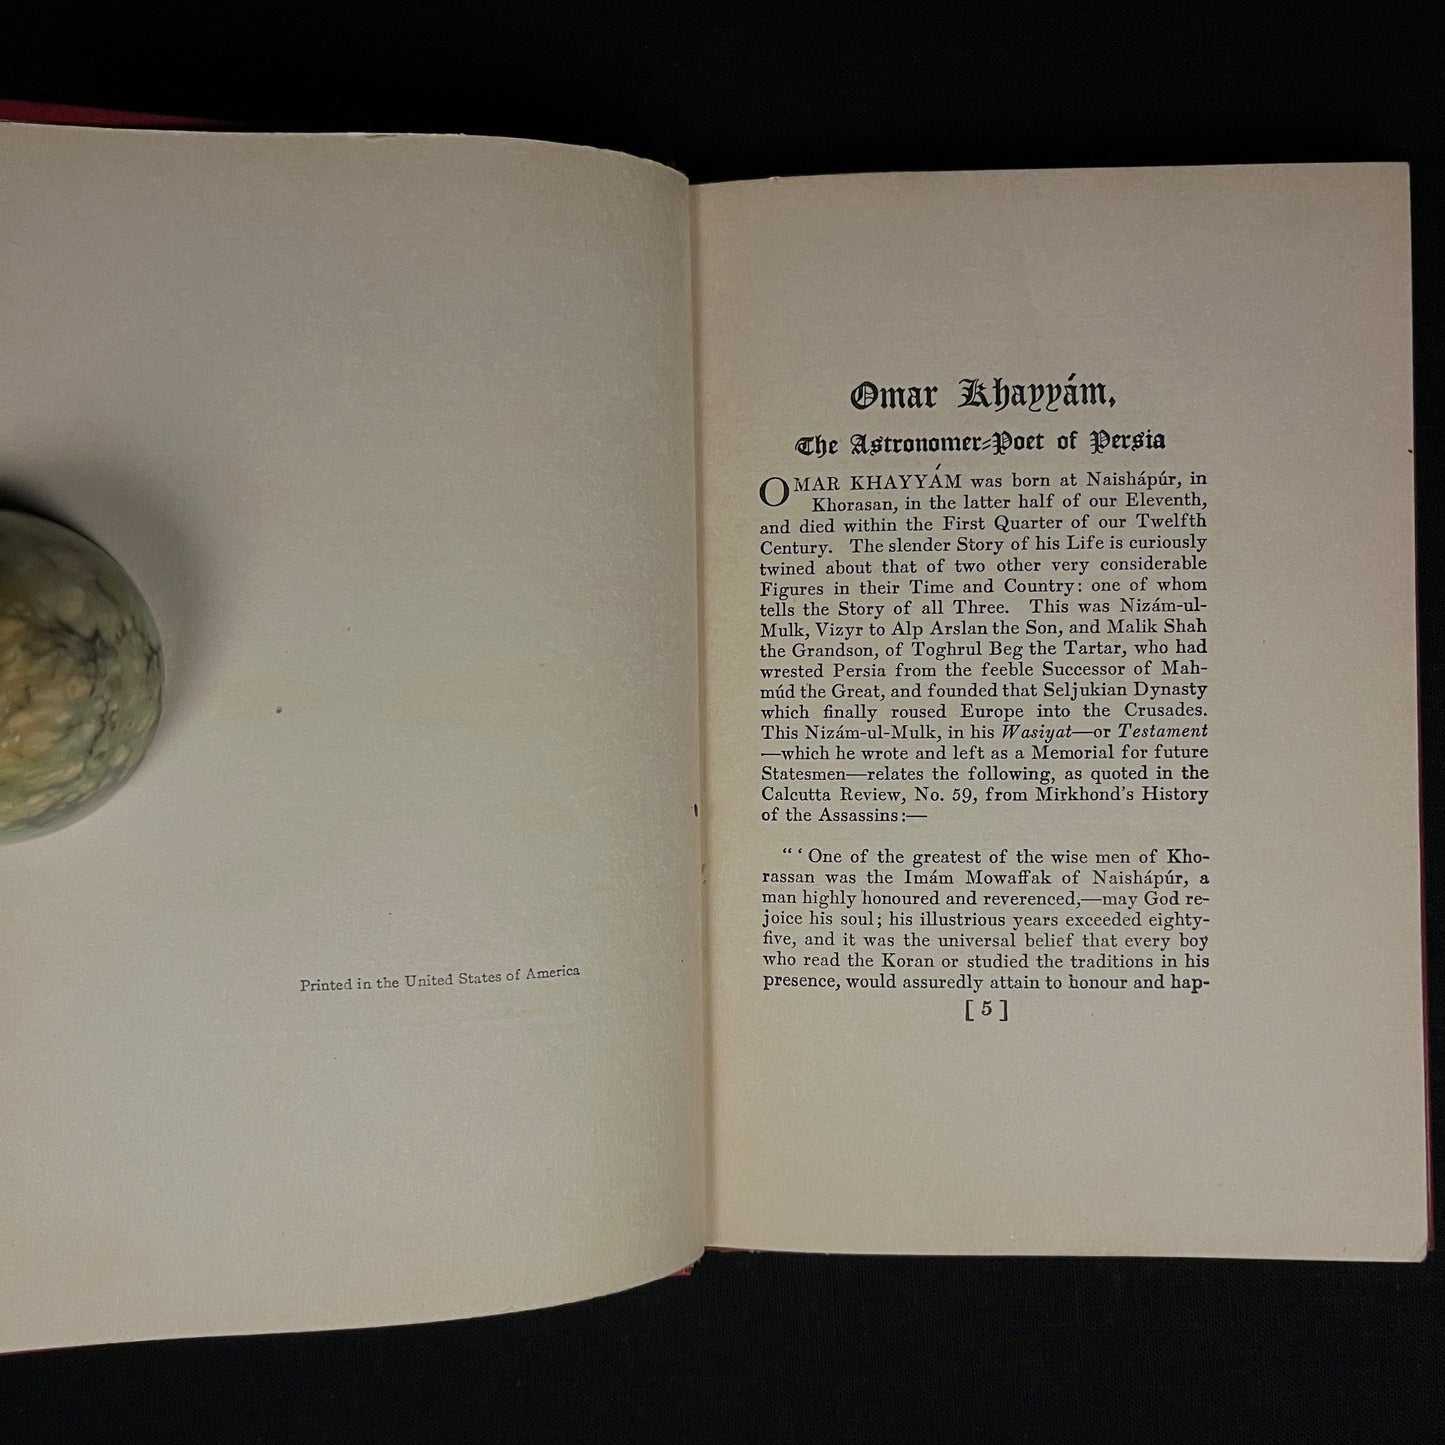 Printed in the United States of America
Omar Khayyám,
The Astronomer-Poet of Persia
OMAR KHAYYÁM was born at Naishápúr, in
Khorasan, in the latter half of our Eleventh,
and died within the First Quarter of our Twelfth
Century. The slender Story of his Life is curiously
twined about that of two other very considerable
Figures in their Time and Country: one of whom
tells the Story of all Three. This was Nizám-ul-
Mulk, Vizyr to Alp Arslan the Son, and Malik Shah
the Grandson, of Toghrul Beg the Tartar, who had
wrested Persia from the feeble Successor of Mah-
múd the Great, and founded that Seljukian Dynasty
which finally roused Europe into the Crusades.
This Nizám-ul-Mulk, in his Wasiyat—or Testament
—which he wrote and left as a Memorial for future
Statesmen—relates the following, as quoted in the
Calcutta Review, No. 59, from Mirkhond's History
of the Assassins:—
“ ‘ One of the greatest of the wise men of Kho-
rassan was the Imám Mowaffak of Naishápúr, a
man highly honoured and reverenced,—may God re-
joice his soul; his illustrious years exceeded eighty-
five, and it was the universal belief that every boy
who read the Koran or studied the traditions in his
presence, would assuredly attain to honour and hap-
[ 5 ]